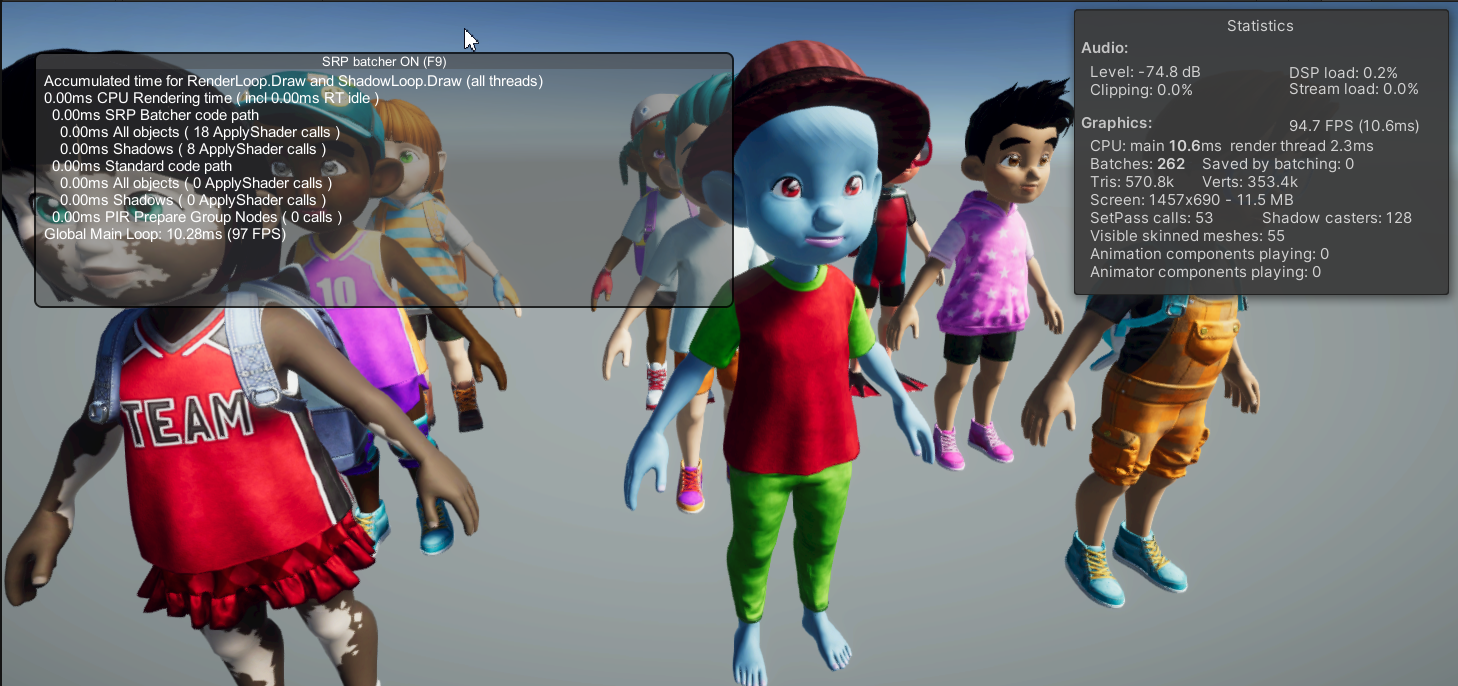 SRP batcher ON (F9)
Accumulated time for RenderLoop.Draw and ShadowLoop.Draw (all threads)
0.00ms CPU Rendering time ( incl 0.00ms RT idle )
0.00ms SRP Batcher code path
0.00ms All objects ( 18 ApplyShader calls )
0.00ms Shadows ( 8 ApplyShader calls )
0.00ms Standard code path
0.00ms All objects ( 0 ApplyShader calls )
0.00ms Shadows ( 0 ApplyShader calls )
0.00ms PIR Prepare Group Nodes ( 0 calls )
Global Main Loop: 10.28ms (97 FPS)
Statistics
Audio:
Level: -74.8 dB DSP load: 0.2%
Clipping: 0.0% Stream load: 0.0%
Graphics: 94.7 FPS (10.6ms)
CPU: main 10.6ms render thread 2.3ms
Batches: 262 Saved by batching: 0
Tris: 570.8k Verts: 353.4k
Screen: 1457x690 - 11.5 MB
SetPass calls: 53 Shadow casters: 128
Visible skinned meshes: 55
Animation components playing: 0
Animator components playing: 0
10
TEAM